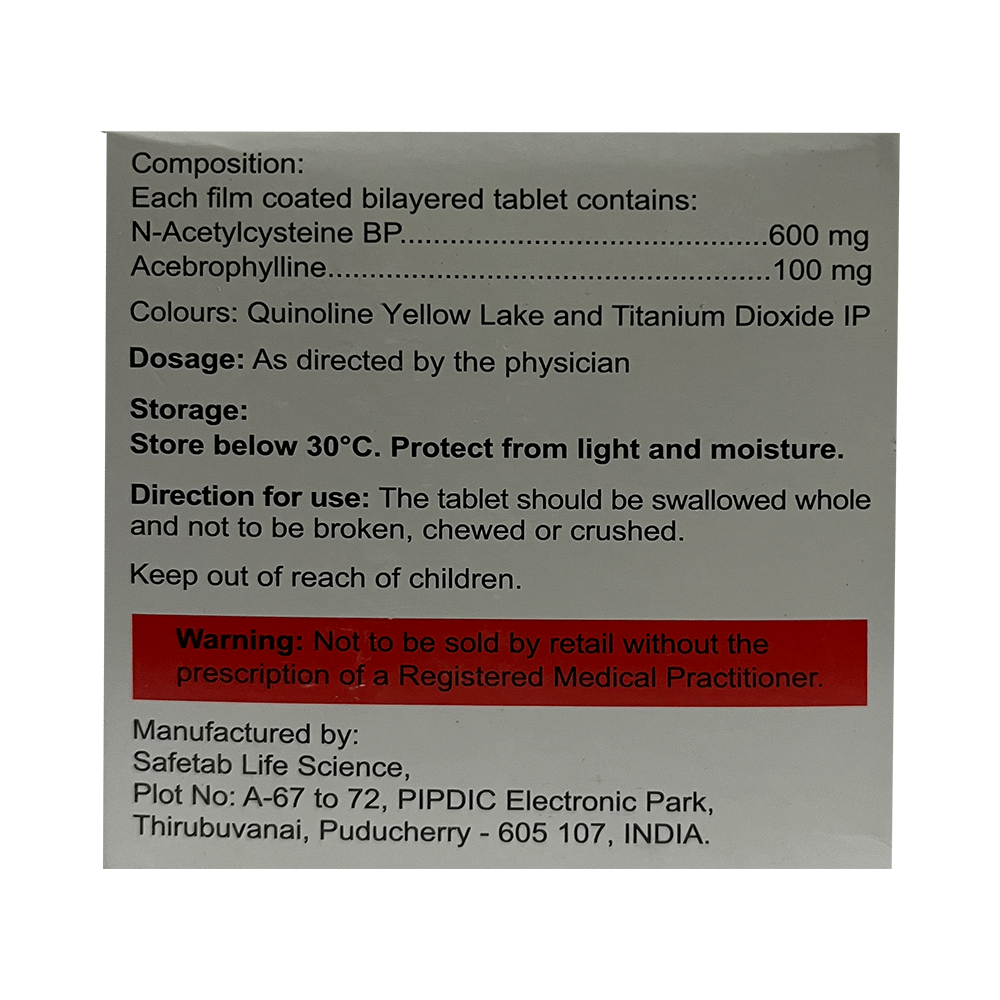 Composition:
Each film coated bilayered tablet contains:
N-Acetylcysteine BP............................................600 mg
Acebrophylline.....................................................100 mg
Colours: Quinoline Yellow Lake and Titanium Dioxide IP
Dosage: As directed by the physician
Storage:
Store below 30°C. Protect from light and moisture.
Direction for use: The tablet should be swallowed whole
and not to be broken, chewed or crushed.
Keep out of reach of children.
Warning: Not to be sold by retail without the
prescription of a Registered Medical Practitioner.
Manufactured by:
Safetab Life Science,
Plot No: A-67 to 72, PIPDIC Electronic Park,
Thirubuvanai, Puducherry - 605 107, INDIA.